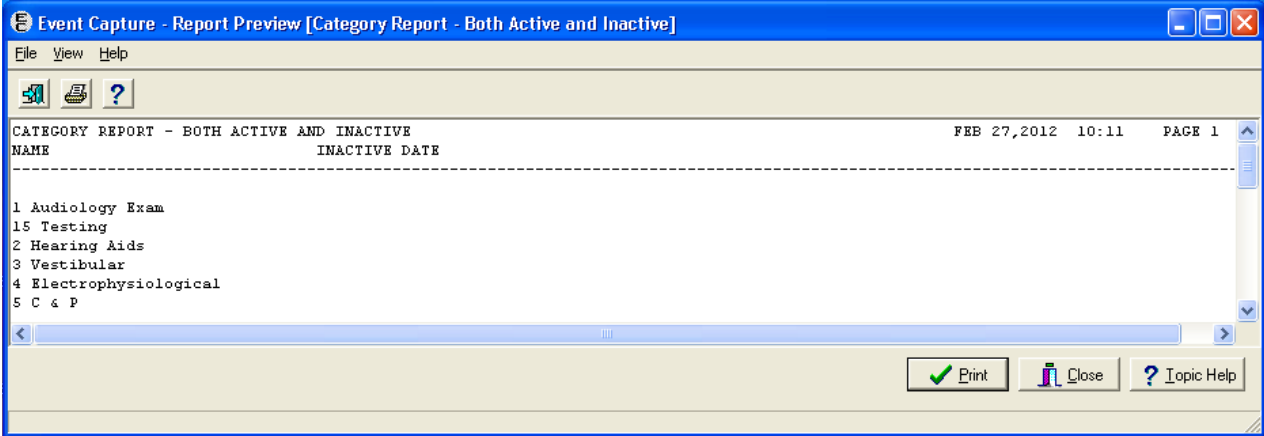 Event Capture - Report Preview [Category Report - Both Active and Inactive]
File View Help
CATEGORY REPORT - BOTH ACTIVE AND INACTIVE FEB 27,2012 10:11 PAGE 1
NAME INACTIVE DATE
--------------------------------------------------------------------------------------------------------------------------------
1 Audiology Exam
15 Testing
2 Hearing Aids
3 Vestibular
4 Electrophysiological
5 C & P
Print Close Topic Help